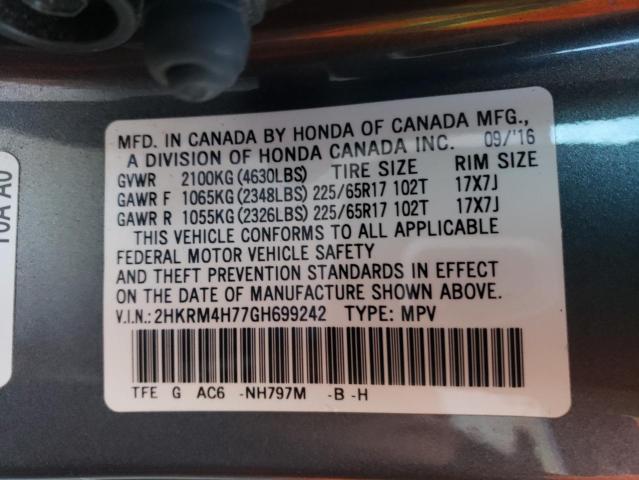 MFD. IN CANADA BY HONDA OF CANADA MFG.,
A DIVISION OF HONDA CANADA INC. 09/'16
GVWR 2100KG (4630LBS) TIRE SIZE RIM SIZE
GAWR F 1065KG (2348LBS) 225/65R17 102T 17X7J
GAWR R 1055KG (2326LBS) 225/65R17 102T 17X7J
THIS VEHICLE CONFORMS TO ALL APPLICABLE
FEDERAL MOTOR VEHICLE SAFETY
AND THEFT PREVENTION STANDARDS IN EFFECT
ON THE DATE OF MANUFACTURE SHOWN ABOVE.
V.I.N.: 2HKRM4H77GH699242 TYPE: MPV
TFE G AC6 -NH797M -B -H